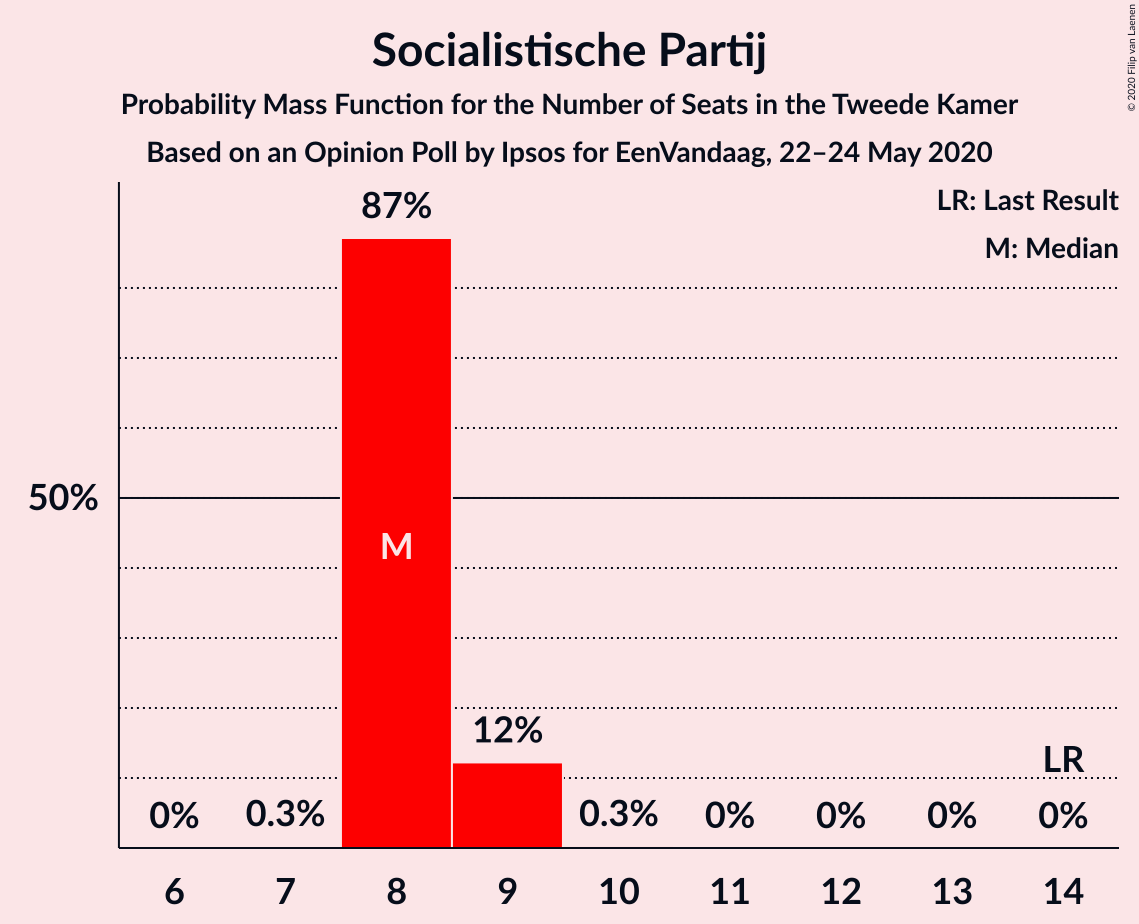 Socialistische Partij
Probability Mass Function for the Number of Seats in the Tweede Kamer
Based on an Opinion Poll by Ipsos for EenVandaag, 22–24 May 2020
© 2020 Filip van Laenen
LR: Last Result
M: Median
87%
50%
M
12%
LR
0% 0.3% 0.3% 0% 0% 0% 0%
6 7 8 9 10 11 12 13 14